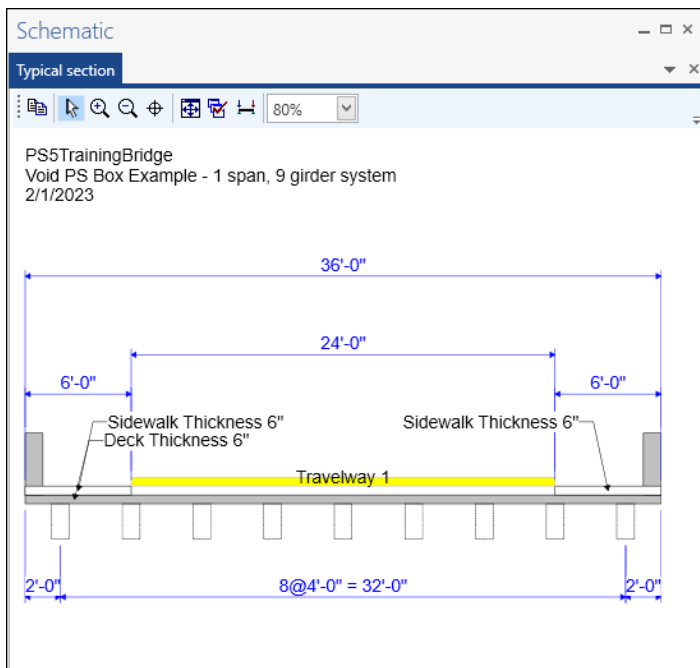 Schematic
Typical section
80%
PS5TrainingBridge
Void PS Box Example - 1 span, 9 girder system
2/1/2023
36'-0"
24'-0"
6'-0"
6'-0"
Sidewalk Thickness 6"
Sidewalk Thickness 6"
Deck Thickness 6"
Travelway 1
2'-0"
8@4'-0" = 32'-0"
2'-0"